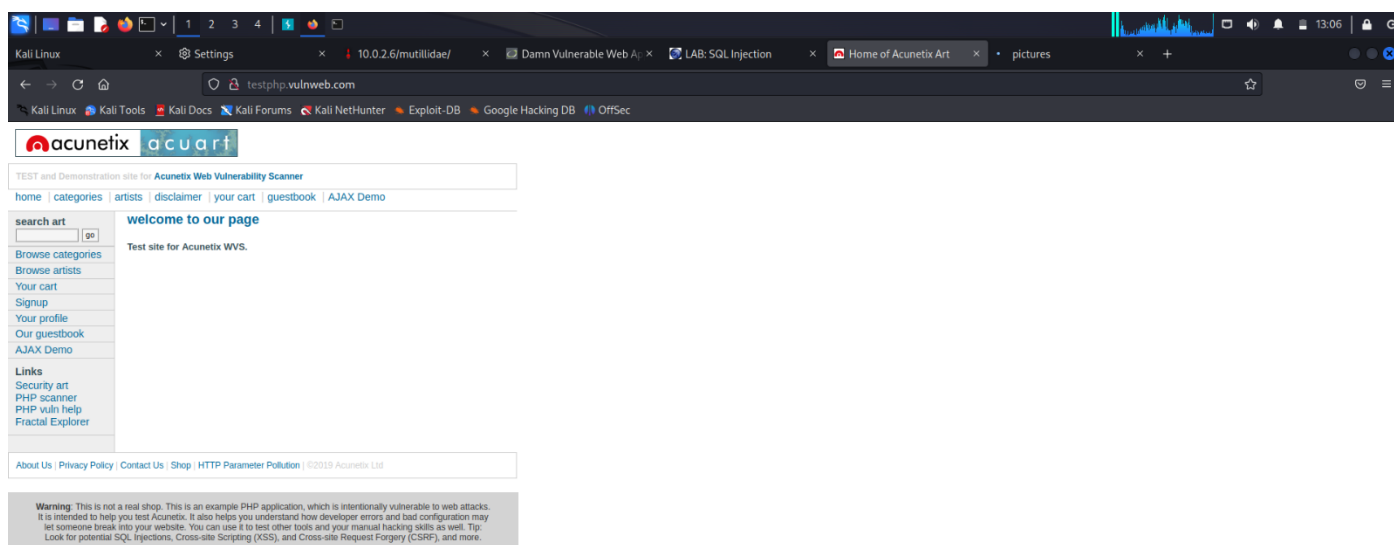 1 2 3 4 13:06
Kali Linux Settings 10.0.2.6/mutillidae/ Damn Vulnerable Web Ap LAB: SQL Injection Home of Acunetix Art pictures
testphp.vulnweb.com
Kali Linux Kali Tools Kali Docs Kali Forums Kali NetHunter Exploit-DB Google Hacking DB OffSec
acunetix acuart
TEST and Demonstration site for Acunetix Web Vulnerability Scanner
home | categories | artists | disclaimer | your cart | guestbook | AJAX Demo
search art
go
Browse categories
Browse artists
Your cart
Signup
Your profile
Our guestbook
AJAX Demo
Links
Security art
PHP scanner
PHP vuln help
Fractal Explorer
welcome to our page
Test site for Acunetix WVS.
About Us | Privacy Policy | Contact Us | Shop | HTTP Parameter Pollution | ©2019 Acunetix Ltd
Warning: This is not a real shop. This is an example PHP application, which is intentionally vulnerable to web attacks.
It is intended to help you test Acunetix. It also helps you understand how developer errors and bad configuration may
let someone break into your website. You can use it to test other tools and your manual hacking skills as well. Tip:
Look for potential SQL Injections, Cross-site Scripting (XSS), and Cross-site Request Forgery (CSRF), and more.